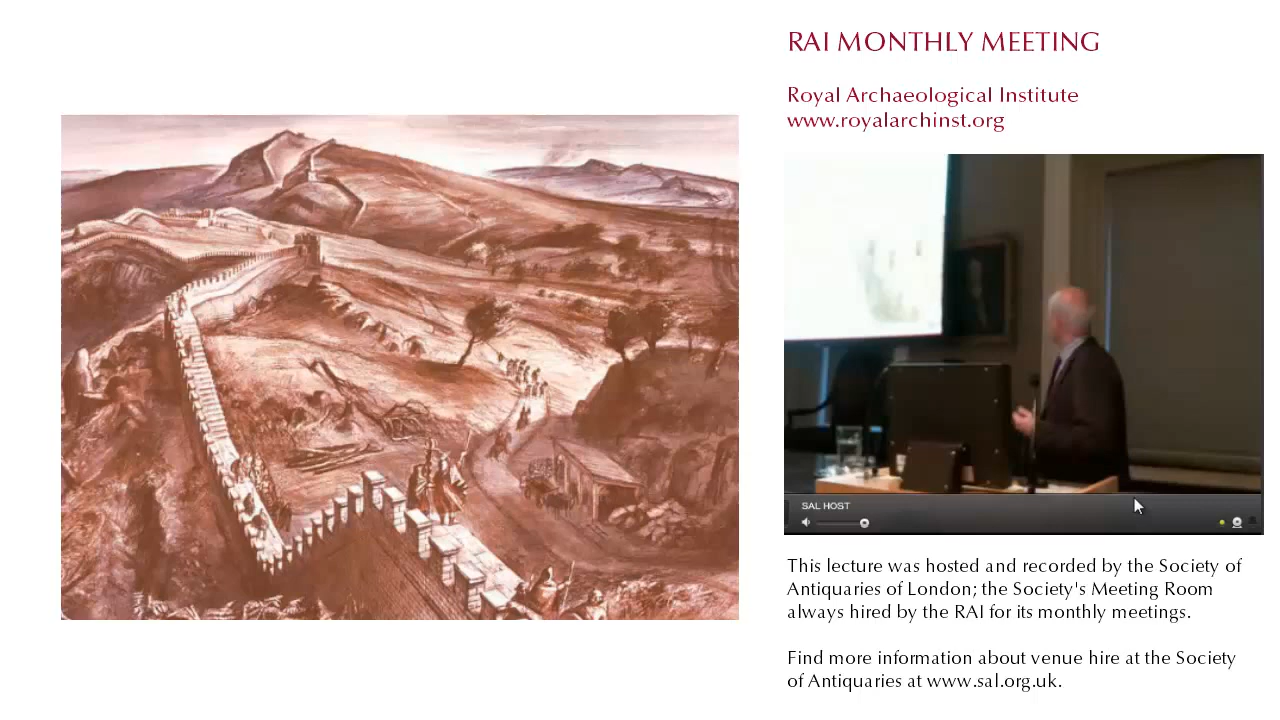 RAI MONTHLY MEETING
Royal Archaeological Institute
www.royalarchinst.org
SAL HOST
This lecture was hosted and recorded by the Society of
Antiquaries of London; the Society's Meeting Room
always hired by the RAI for its monthly meetings.
Find more information about venue hire at the Society
of Antiquaries at www.sal.org.uk.